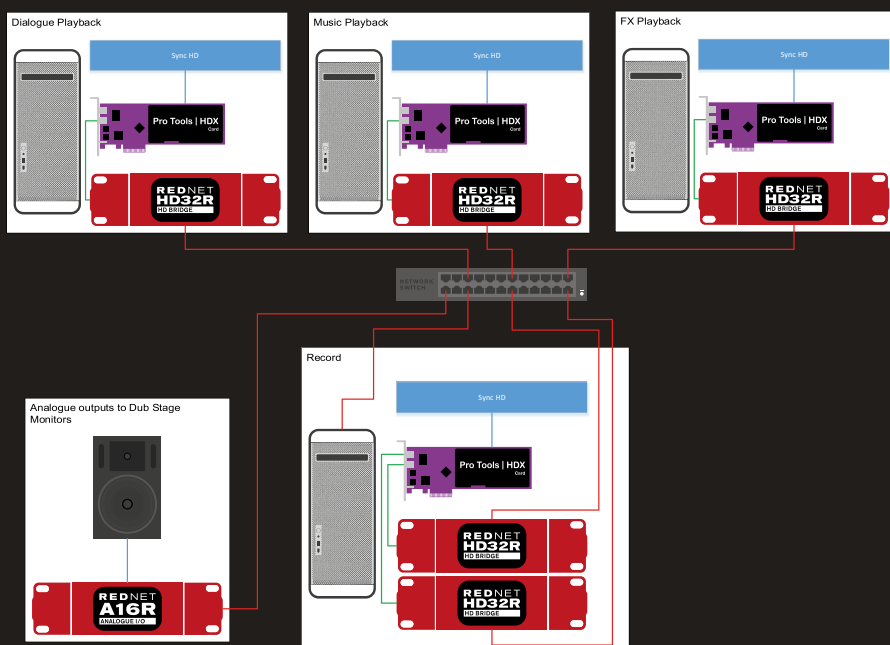 Dialogue Playback
Sync HD
Pro Tools | HDX
Card
REDNET
HD32R
HD BRIDGE
Music Playback
Sync HD
Pro Tools | HDX
Card
REDNET
HD32R
HD BRIDGE
FX Playback
Sync HD
Pro Tools | HDX
Card
REDNET
HD32R
HD BRIDGE
NETWORK
SWITCH
Analogue outputs to Dub Stage
Monitors
REDNET
A16R
ANALOGUE I/O
Record
Sync HD
Pro Tools | HDX
Card
REDNET
HD32R
HD BRIDGE
REDNET
HD32R
HD BRIDGE